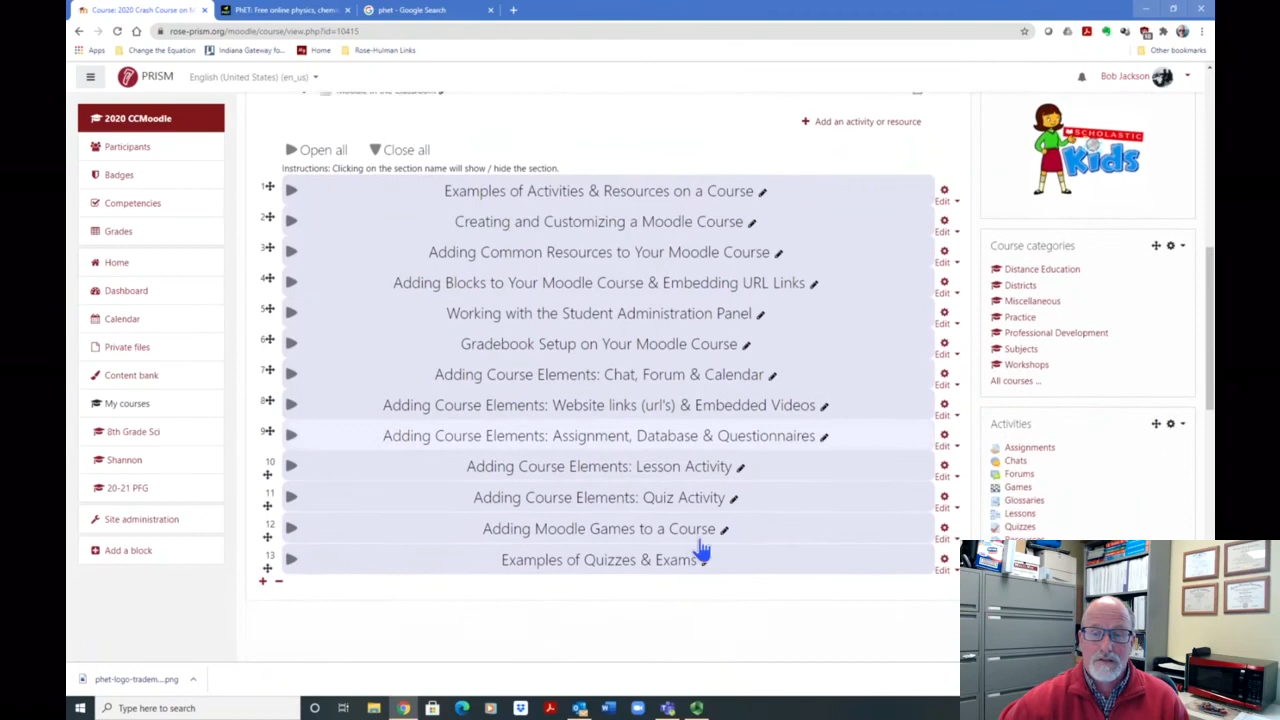 Course: 2020 Crash Course on M
PhET: Free online physics, chem
phet - Google Search
rose-prism.org/moodle/course/view.php?id=10415
Apps
Change the Equation
Indiana Gateway fo...
Home
Rose-Hulman Links
Other bookmarks
PRISM
English (United States) (en_us)
Bob Jackson
2020 CCMoodle
Participants
Badges
Competencies
Grades
Home
Dashboard
Calendar
Private files
Content bank
My courses
8th Grade Sci
Shannon
20-21 PFG
Site administration
Add a block
Moodle in the Classroom
Add an activity or resource
Open all
Close all
Instructions: Clicking on the section name will show / hide the section.
1 Examples of Activities & Resources on a Course Edit
2 Creating and Customizing a Moodle Course Edit
3 Adding Common Resources to Your Moodle Course Edit
4 Adding Blocks to Your Moodle Course & Embedding URL Links Edit
5 Working with the Student Administration Panel Edit
6 Gradebook Setup on Your Moodle Course Edit
7 Adding Course Elements: Chat, Forum & Calendar Edit
8 Adding Course Elements: Website links (url's) & Embedded Videos Edit
9 Adding Course Elements: Assignment, Database & Questionnaires Edit
10 Adding Course Elements: Lesson Activity Edit
11 Adding Course Elements: Quiz Activity Edit
12 Adding Moodle Games to a Course Edit
13 Examples of Quizzes & Exams Edit
SCHOLASTIC
Kids
Course categories
Distance Education
Districts
Miscellaneous
Practice
Professional Development
Subjects
Workshops
All courses ...
Activities
Assignments
Chats
Forums
Games
Glossaries
Lessons
Quizzes
Resources
phet-logo-tradem....png
Type here to search